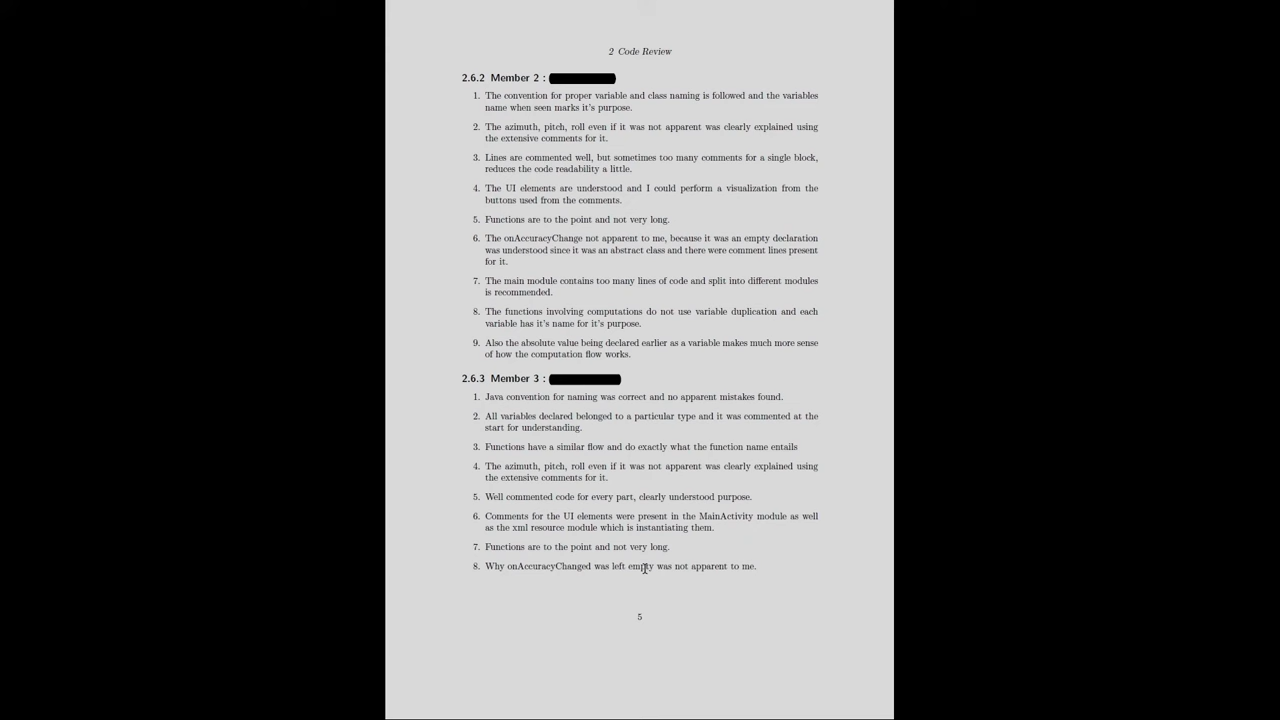 2 Code Review
2.6.2 Member 2 :
1. The convention for proper variable and class naming is followed and the variables
name when seen marks it's purpose.
2. The azimuth, pitch, roll even if it was not apparent was clearly explained using
the extensive comments for it.
3. Lines are commented well, but sometimes too many comments for a single block,
reduces the code readability a little.
4. The UI elements are understood and I could perform a visualization from the
buttons used from the comments.
5. Functions are to the point and not very long.
6. The onAccuracyChange not apparent to me, because it was an empty declaration
was understood since it was an abstract class and there were comment lines present
for it.
7. The main module contains too many lines of code and split into different modules
is recommended.
8. The functions involving computations do not use variable duplication and each
variable has it's name for it's purpose.
9. Also the absolute value being declared earlier as a variable makes much more sense
of how the computation flow works.
2.6.3 Member 3 :
1. Java convention for naming was correct and no apparent mistakes found.
2. All variables declared belonged to a particular type and it was commented at the
start for understanding.
3. Functions have a similar flow and do exactly what the function name entails
4. The azimuth, pitch, roll even if it was not apparent was clearly explained using
the extensive comments for it.
5. Well commented code for every part, clearly understood purpose.
6. Comments for the UI elements were present in the MainActivity module as well
as the xml resource module which is instantiating them.
7. Functions are to the point and not very long.
8. Why onAccuracyChanged was left empty was not apparent to me.
5